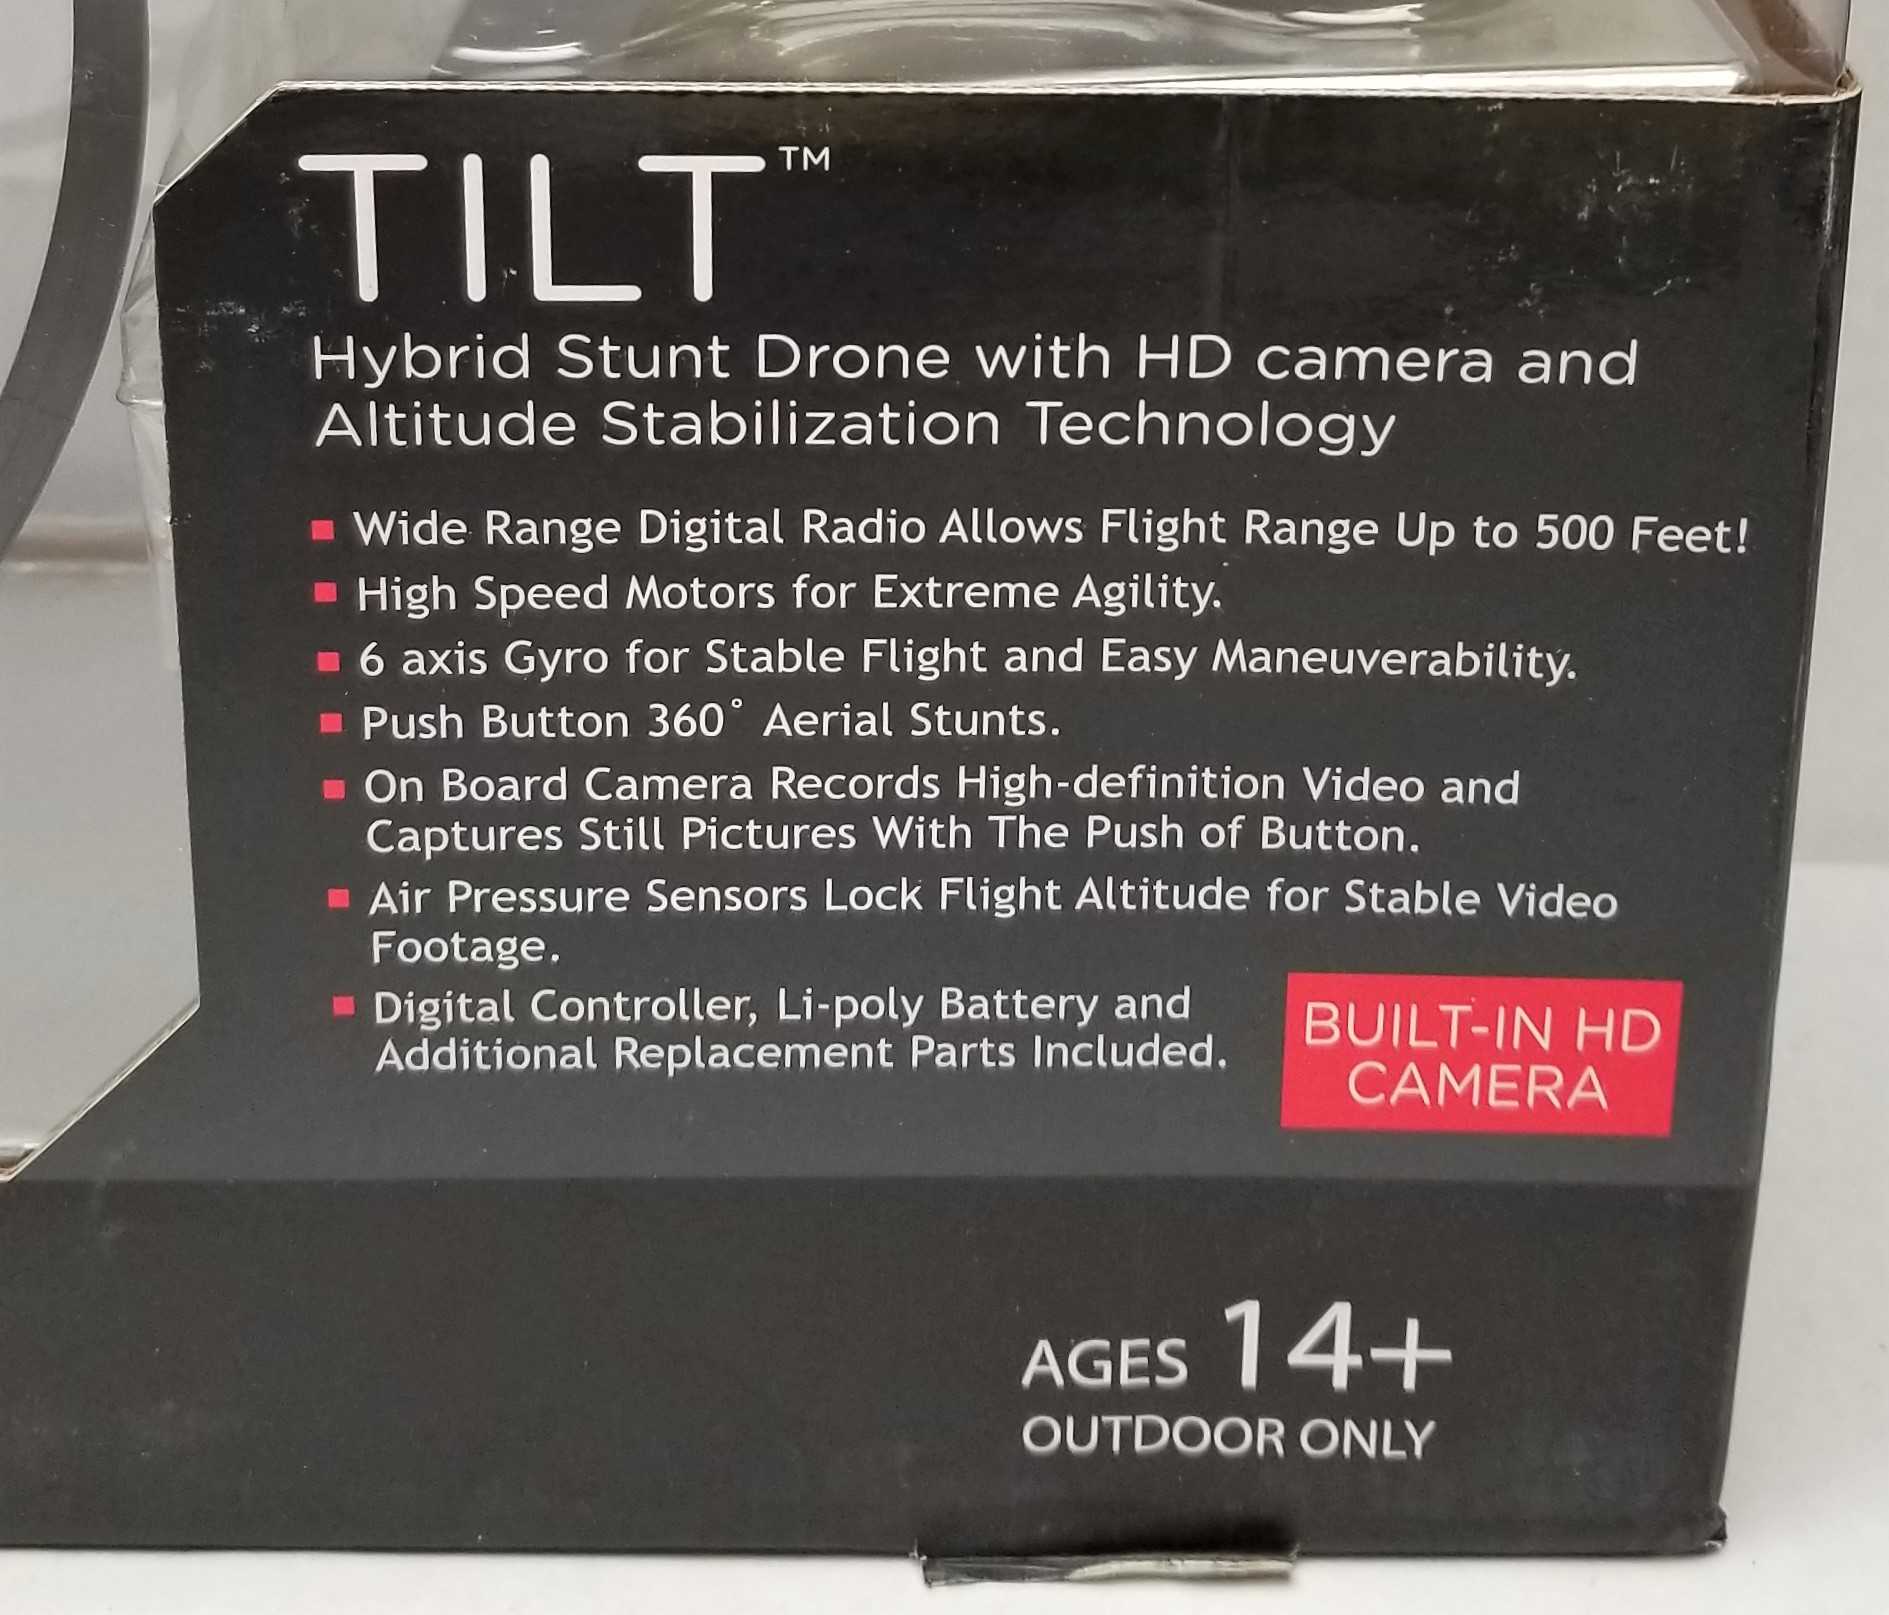 TILT™
Hybrid Stunt Drone with HD camera and
Altitude Stabilization Technology
▪ Wide Range Digital Radio Allows Flight Range Up to 500 Feet!
▪ High Speed Motors for Extreme Agility.
▪ 6 axis Gyro for Stable Flight and Easy Maneuverability.
▪ Push Button 360° Aerial Stunts.
▪ On Board Camera Records High-definition Video and
Captures Still Pictures With The Push of Button.
▪ Air Pressure Sensors Lock Flight Altitude for Stable Video
Footage.
▪ Digital Controller, Li-poly Battery and
Additional Replacement Parts Included.
BUILT-IN HD
CAMERA
AGES 14+
OUTDOOR ONLY